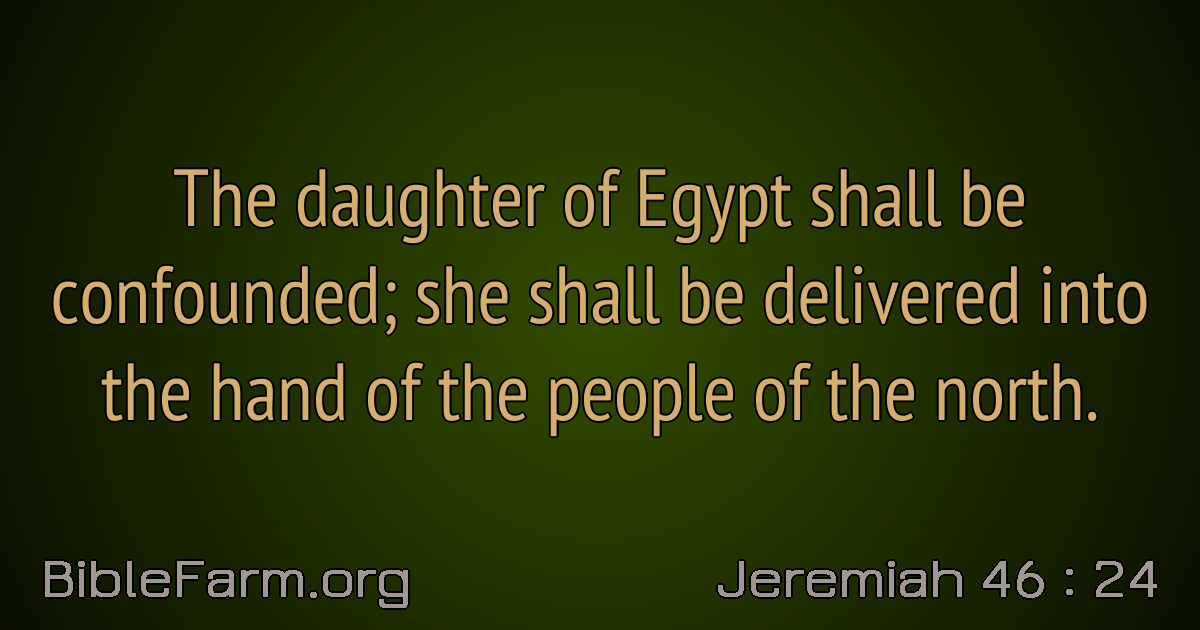 The daughter of Egypt shall be
confounded; she shall be delivered into
the hand of the people of the north.
BibleFarm.org
Jeremiah 46 : 24